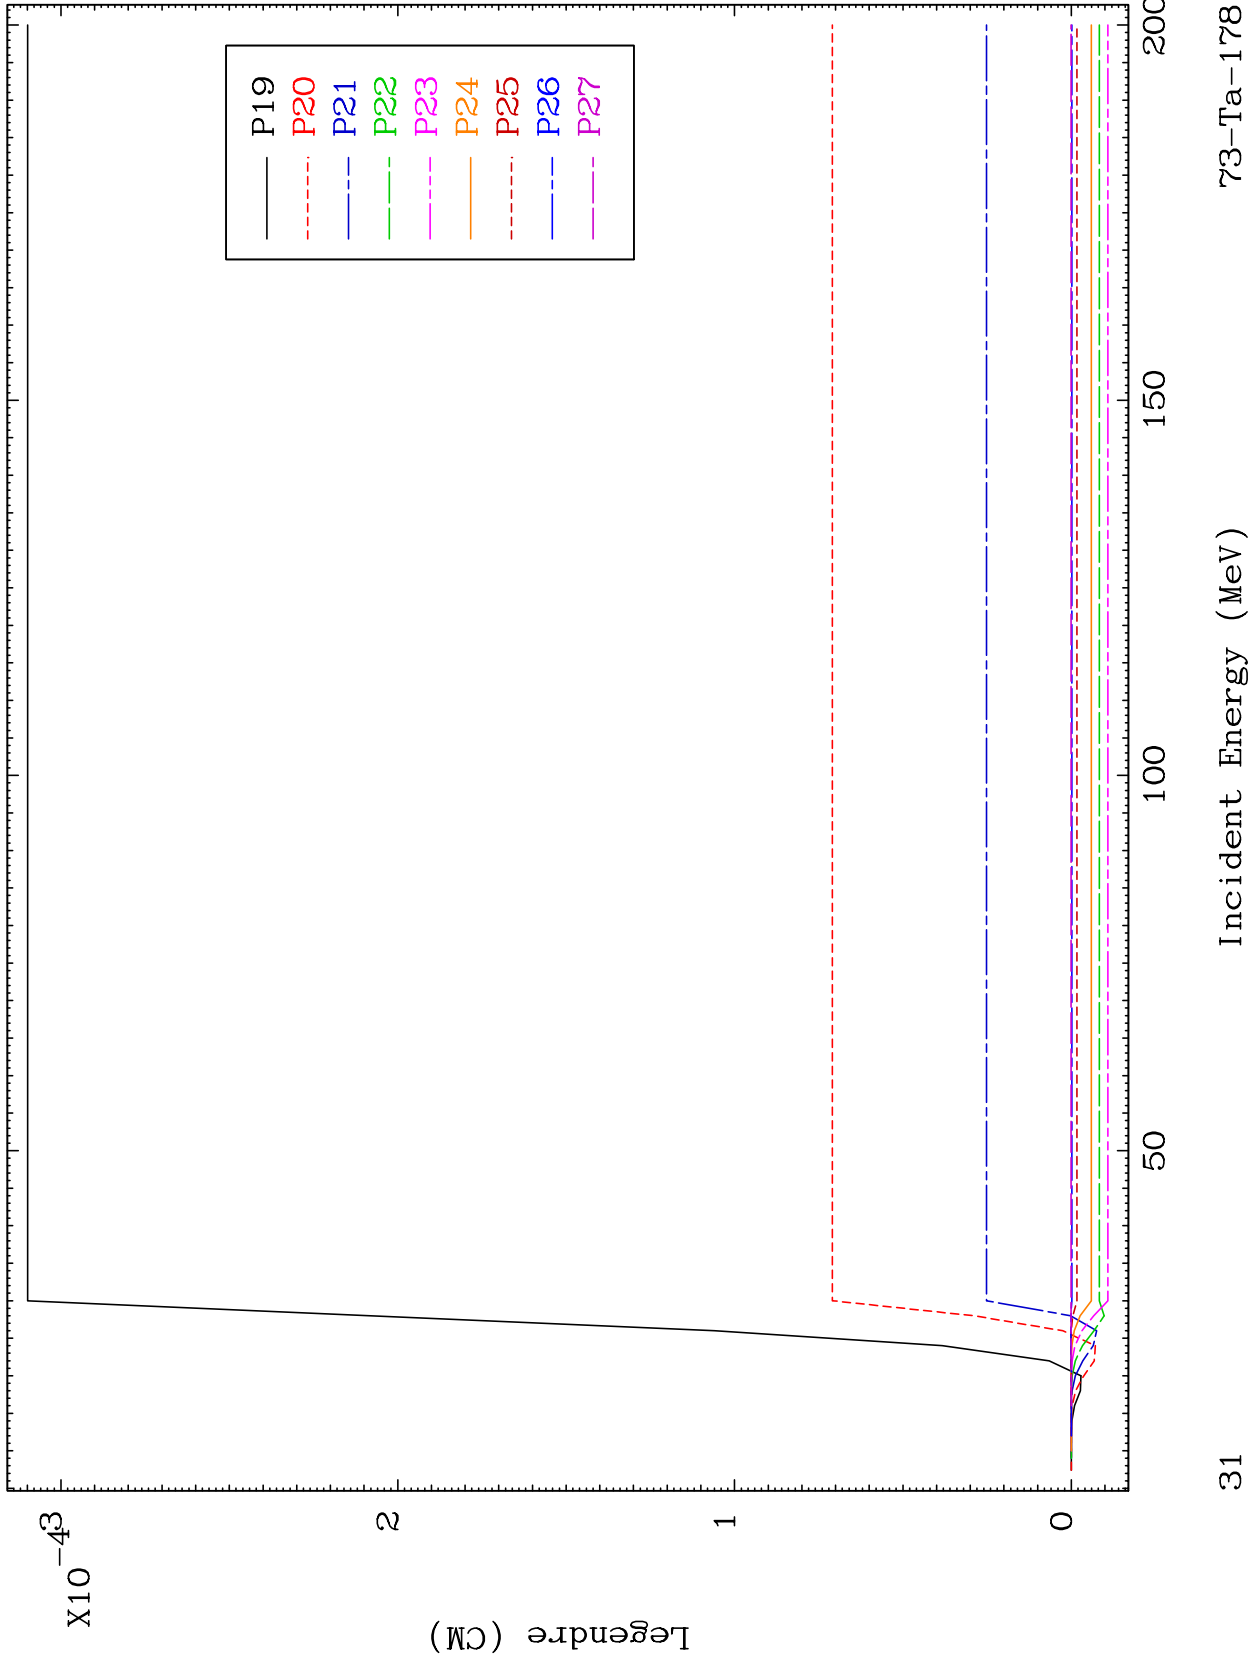 X10-4
3
2
1
0
Legendre (CM)
P19
P20
P21
P22
P23
P24
P25
P26
P27
50 100 150 200
31 Incident Energy (MeV) 73-Ta-178